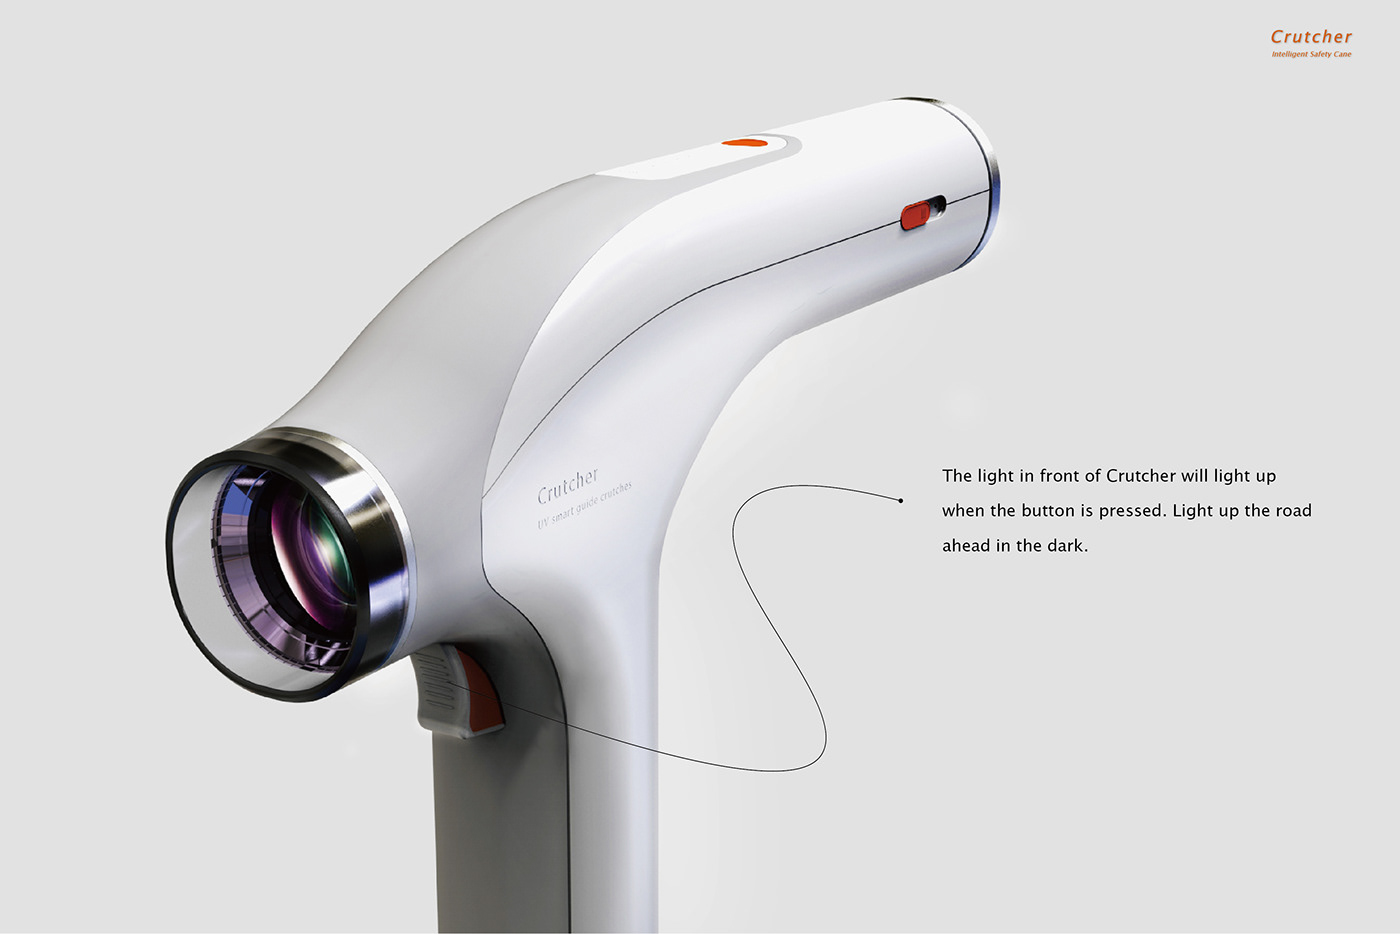 Crutcher
Intelligent Safety Cane
Crutcher
UV smart guide crutches
The light in front of Crutcher will light up
when the button is pressed. Light up the road
ahead in the dark.